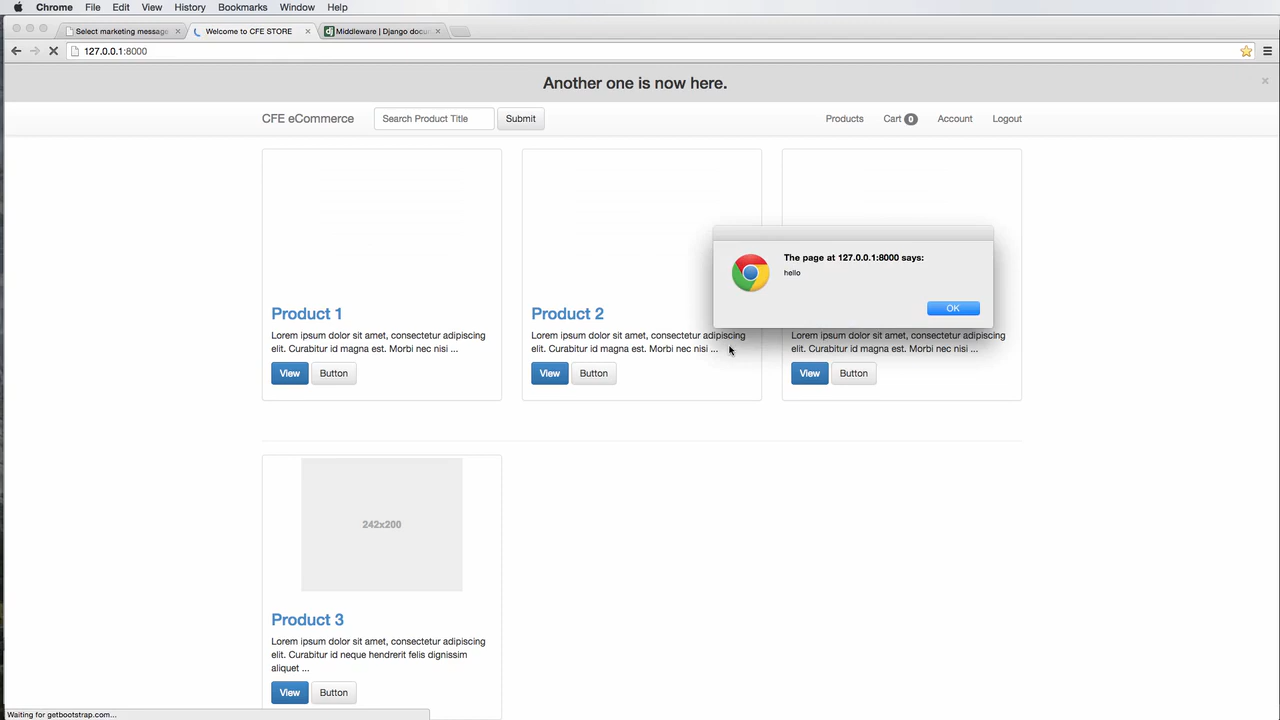 Chrome File Edit View History Bookmarks Window Help
Select marketing message × Welcome to CFE STORE × Middleware | Django docu ×
127.0.0.1:8000
Another one is now here. ×
CFE eCommerce Search Product Title Submit Products Cart 0 Account Logout
The page at 127.0.0.1:8000 says:
hello
OK
Product 1 Product 2
Lorem ipsum dolor sit amet, consectetur adipiscing Lorem ipsum dolor sit amet, consectetur adipiscing Lorem ipsum dolor sit amet, consectetur adipiscing
elit. Curabitur id magna est. Morbi nec nisi ... elit. Curabitur id magna est. Morbi nec nisi ... elit. Curabitur id magna est. Morbi nec nisi ...
View Button View Button View Button
242x200
Product 3
Lorem ipsum dolor sit amet, consectetur adipiscing
elit. Curabitur id neque hendrerit felis dignissim
aliquet ...
View Button
Waiting for getbootstrap.com...